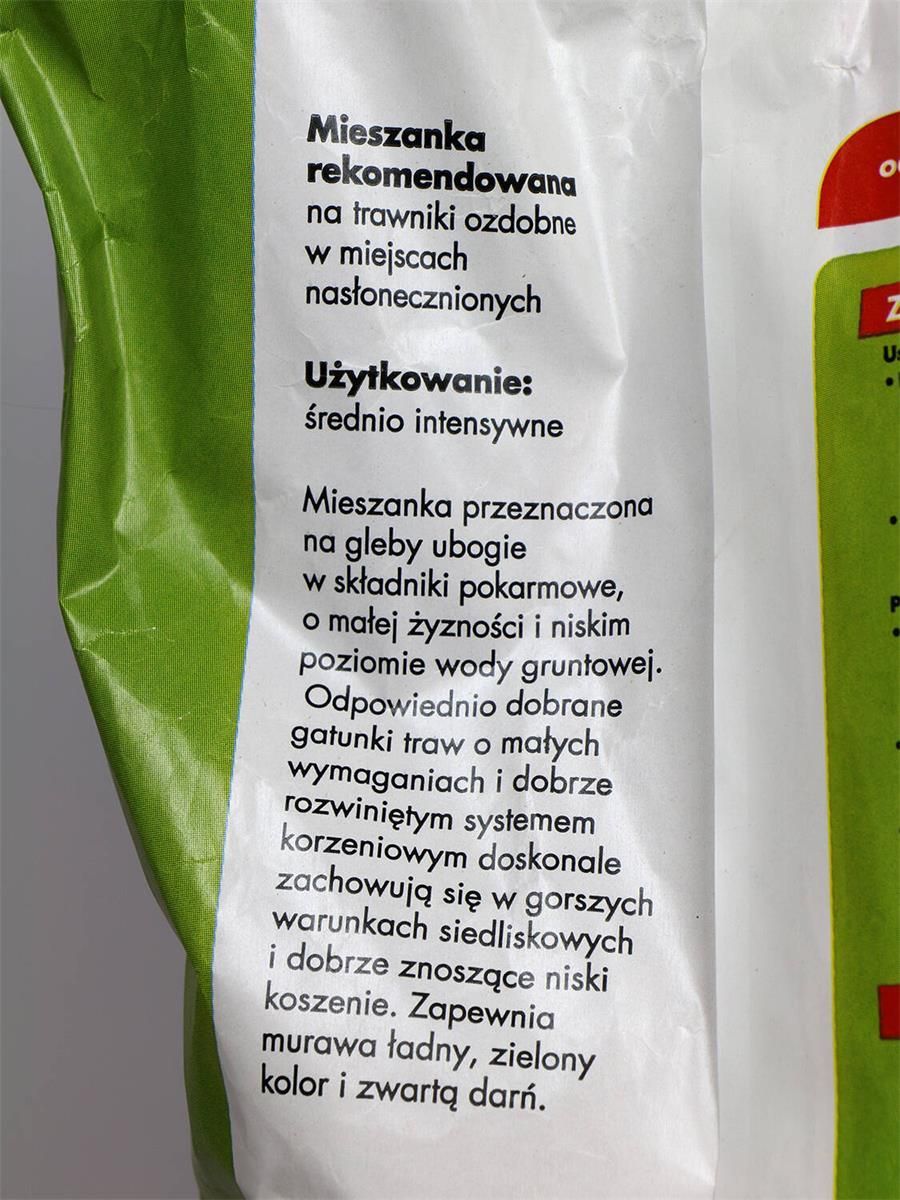 Mieszanka
rekomendowana
na trawniki ozdobne
w miejscach
nasłonecznionych
Użytkowanie:
średnio intensywne
Mieszanka przeznaczona
na gleby ubogie
w składniki pokarmowe,
o małej żyzności i niskim
poziomie wody gruntowej.
Odpowiednio dobrane
gatunki traw o małych
wymaganiach i dobrze
rozwiniętym systemem
korzeniowym doskonale
zachowują się w gorszych
warunkach siedliskowych
i dobrze znoszące niski
koszenie. Zapewnia
murawa ładny, zielony
kolor i zwartą darń.